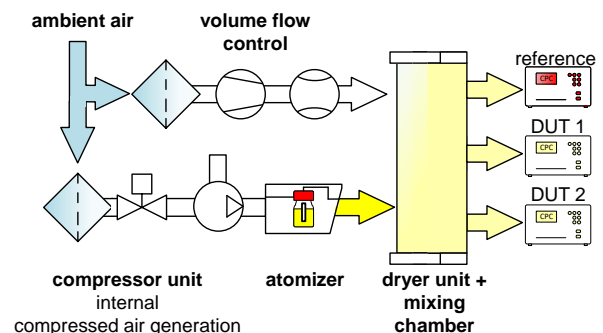 ambient air
volume flow
control
reference
CPC
DUT 1
CPC
DUT 2
CPC
compressor unit
internal
compressed air generation
atomizer
dryer unit +
mixing
chamber